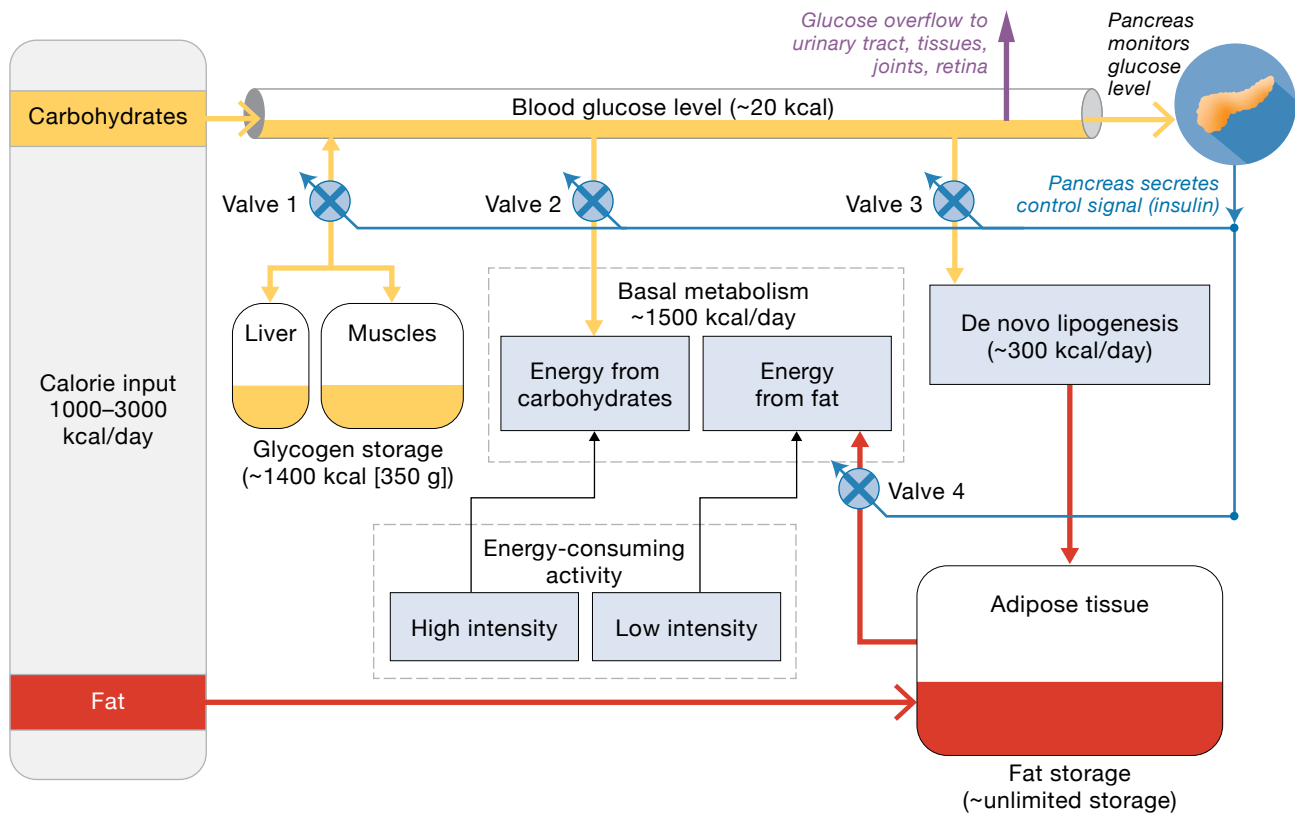 Glucose overflow to
urinary tract, tissues,
joints, retina
Pancreas
monitors
glucose
level
Carbohydrates
Blood glucose level (~20 kcal)
Valve 1
Valve 2
Valve 3
Pancreas secretes
control signal (insulin)
Basal metabolism
~1500 kcal/day
Liver
Muscles
De novo lipogenesis
(~300 kcal/day)
Energy from
carbohydrates
Energy
from fat
Calorie input
1000–3000
kcal/day
Glycogen storage
(~1400 kcal [350 g])
Valve 4
Energy-consuming
activity
High intensity
Low intensity
Adipose tissue
Fat
Fat storage
(~unlimited storage)